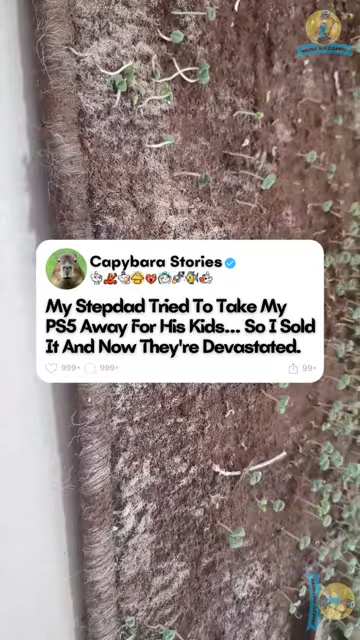 Capybara Stories
My Stepdad Tried To Take My
PS5 Away For His Kids... So I Sold
It And Now They're Devastated.
999+ 999+ 99+